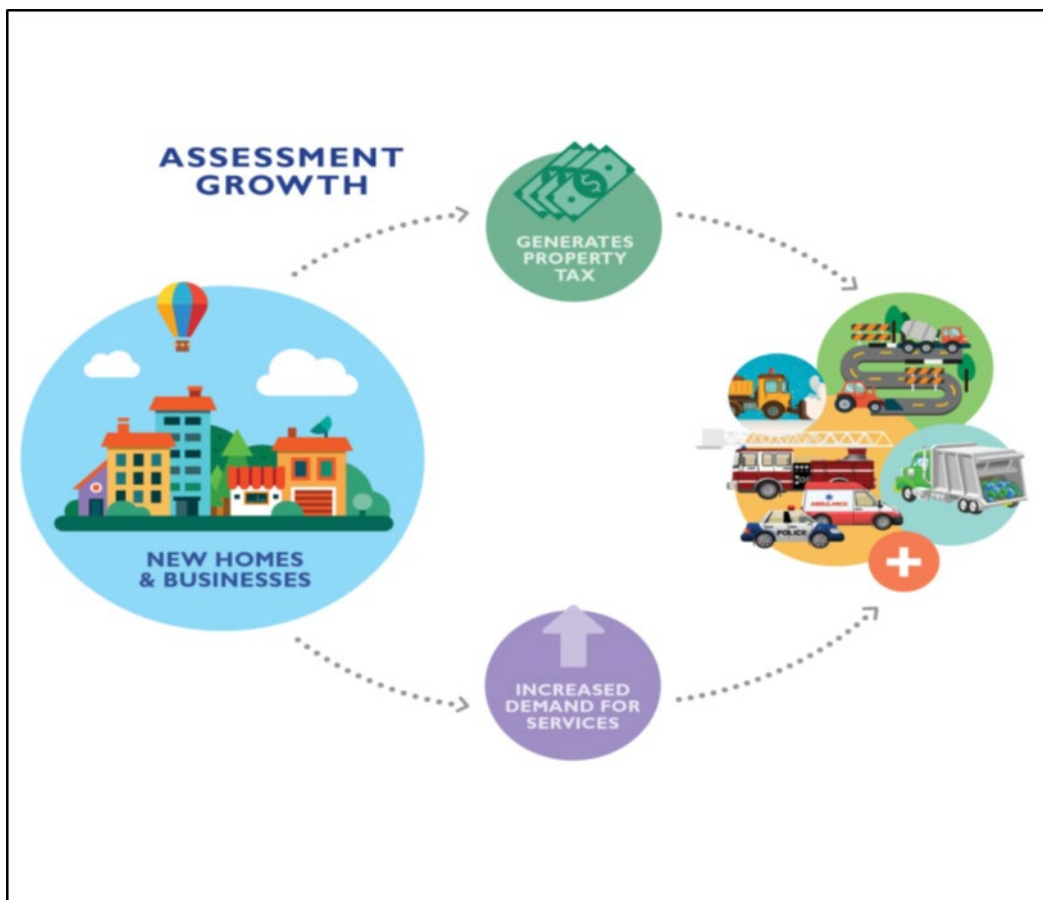 ASSESSMENT
GROWTH
GENERATES
PROPERTY
TAX
NEW HOMES
& BUSINESSES
AMBULANCE
POLICE
INCREASED
DEMAND FOR
SERVICES